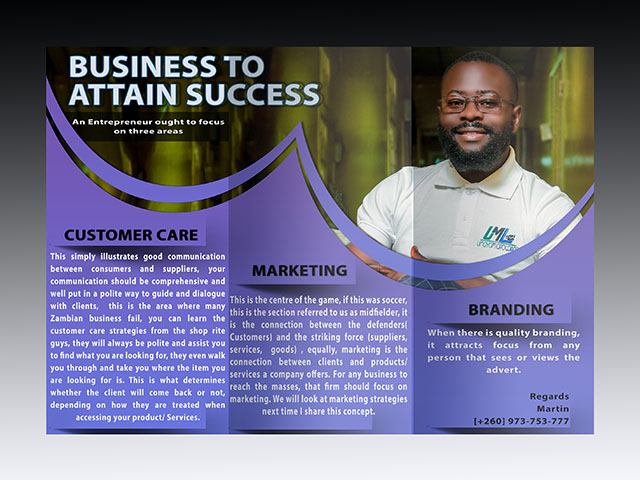 BUSINESS TO
ATTAIN SUCCESS
An Entrepreneur ought to focus
on three areas
CUSTOMER CARE
This simply illustrates good communication
between consumers and suppliers, your
communication should be comprehensive and
well put in a polite way to guide and dialogue
with clients, this is the area where many
Zambian business fail, you can learn the
customer care strategies from the shop rite
guys, they will always be polite and assist you
to find what you are looking for, they even walk
you through and take you where the item you
are looking for is. This is what determines
whether the client will come back or not,
depending on how they are treated when
accessing your product/ Services.
MARKETING
This is the centre of the game, if this was soccer,
this is the section referred to us as midfielder, it
is the connection between the defenders(
Customers) and the striking force (suppliers,
services, goods) , equally, marketing is the
connection between clients and products/
services a company offers. For any business to
reach the masses, that firm should focus on
marketing. We will look at marketing strategies
next time I share this concept.
BRANDING
When there is quality branding,
it attracts focus from any
person that sees or views the
advert.
Regards
Martin
[+260] 973-753-777